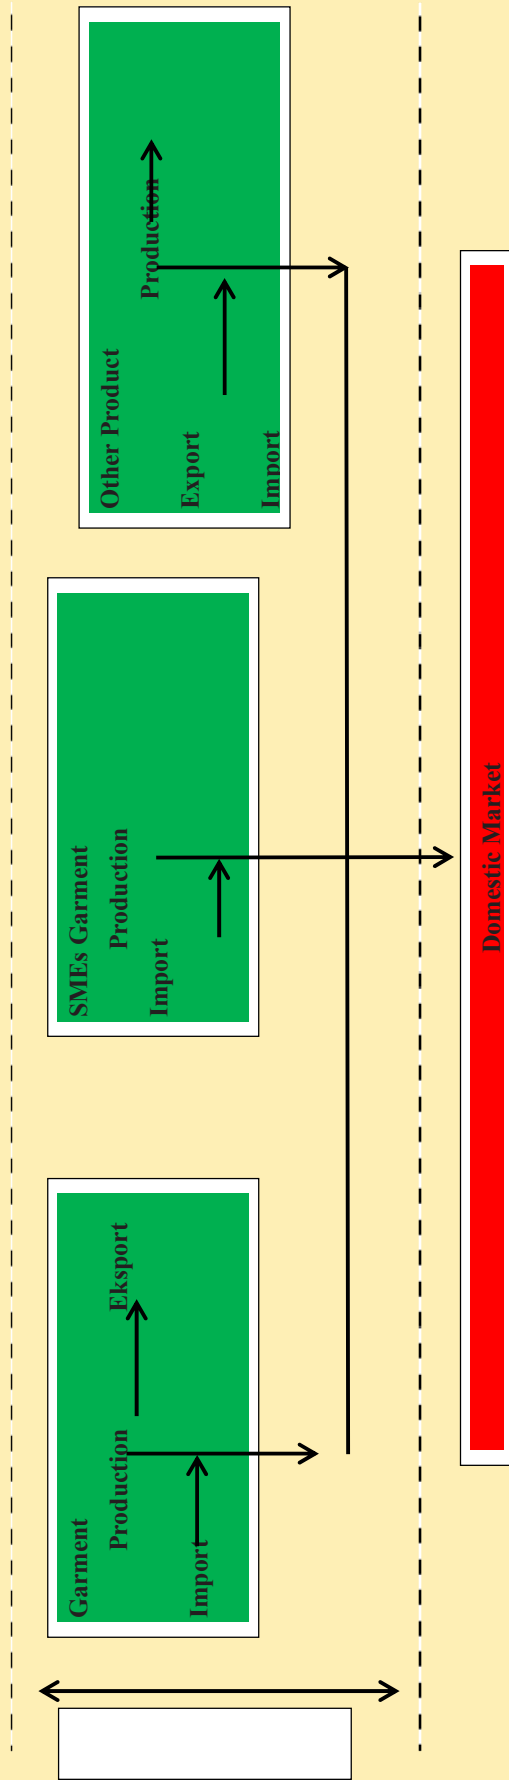 Garment
Production
Eksport
Import
SMEs Garment
Production
Import
Other Product
Production
Export
Import
Domestic Market